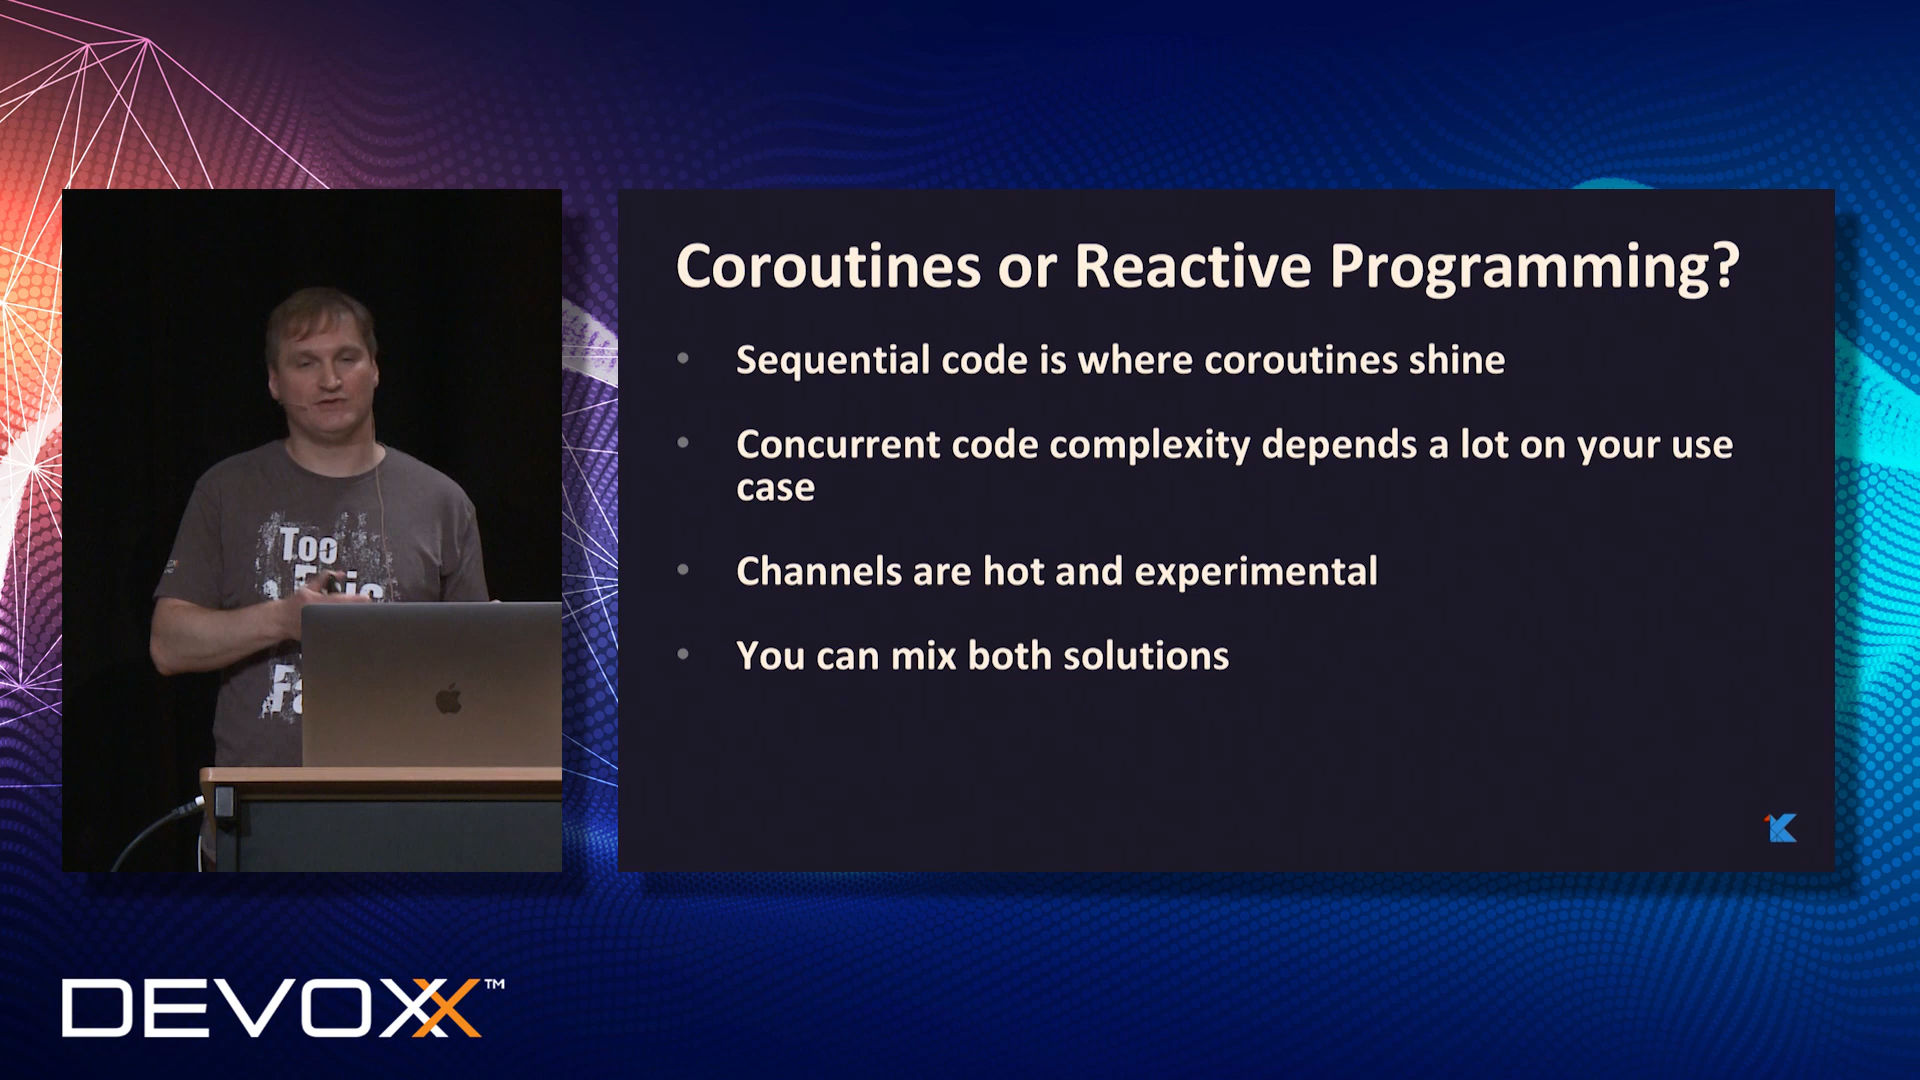 Coroutines or Reactive Programming?
• Sequential code is where coroutines shine
• Concurrent code complexity depends a lot on your use
case
• Channels are hot and experimental
• You can mix both solutions
Too
DEVOXX™